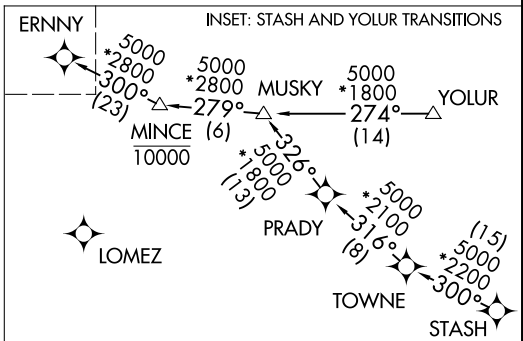 INSET: STASH AND YOLUR TRANSITIONS
ERNNY
5000
*2800
300°
(23)
MINCE
10000
5000
*2800
279°
(6)
MUSKY
5000
*1800
274°
(14)
YOLUR
326°
5000
*1800
(13)
PRADY
LOMEZ
5000
*2100
316°
(8)
TOWNE
(15)
5000
*2200
300°
STASH